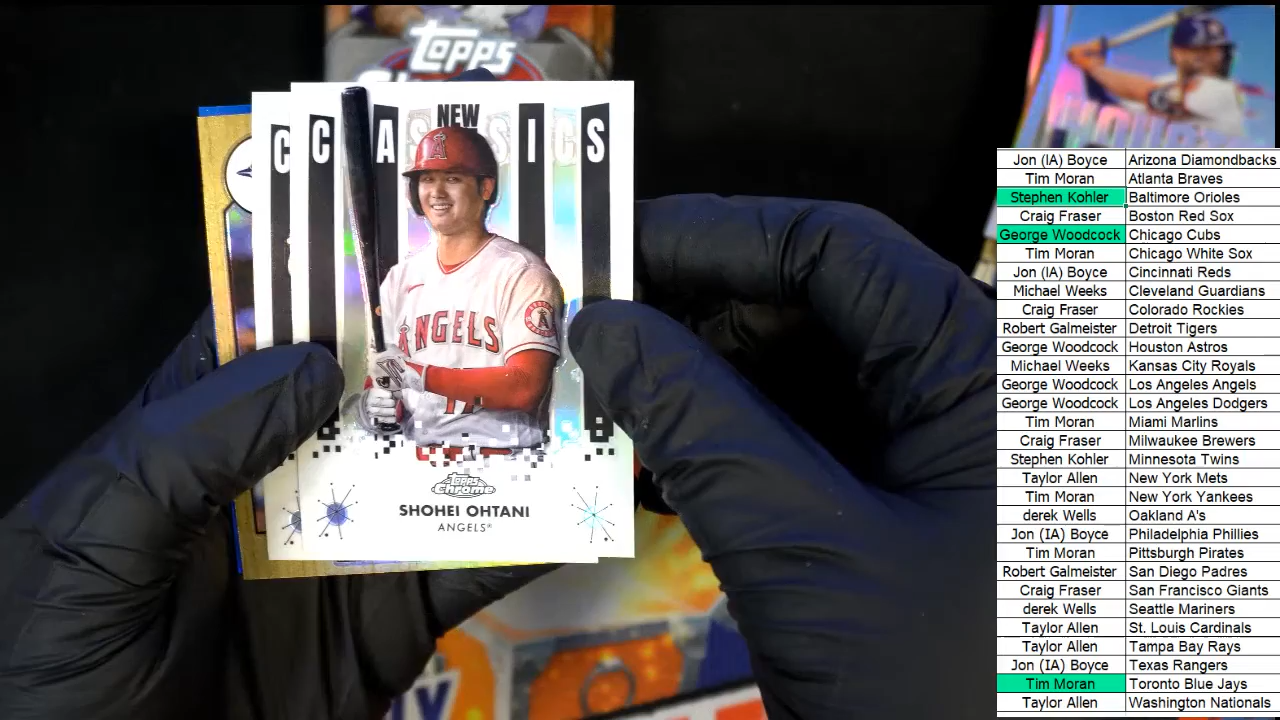 Topps
NEW
CLASSICS
C
A
ANGELS
17
Topps
Chrome
SHOHEI OHTANI
ANGELS®
Jon (IA) Boyce Arizona Diamondbacks
Tim Moran Atlanta Braves
Stephen Kohler Baltimore Orioles
Craig Fraser Boston Red Sox
George Woodcock Chicago Cubs
Tim Moran Chicago White Sox
Jon (IA) Boyce Cincinnati Reds
Michael Weeks Cleveland Guardians
Craig Fraser Colorado Rockies
Robert Galmeister Detroit Tigers
George Woodcock Houston Astros
Michael Weeks Kansas City Royals
George Woodcock Los Angeles Angels
George Woodcock Los Angeles Dodgers
Tim Moran Miami Marlins
Craig Fraser Milwaukee Brewers
Stephen Kohler Minnesota Twins
Taylor Allen New York Mets
Tim Moran New York Yankees
derek Wells Oakland A's
Jon (IA) Boyce Philadelphia Phillies
Tim Moran Pittsburgh Pirates
Robert Galmeister San Diego Padres
Craig Fraser San Francisco Giants
derek Wells Seattle Mariners
Taylor Allen St. Louis Cardinals
Taylor Allen Tampa Bay Rays
Jon (IA) Boyce Texas Rangers
Tim Moran Toronto Blue Jays
Taylor Allen Washington Nationals